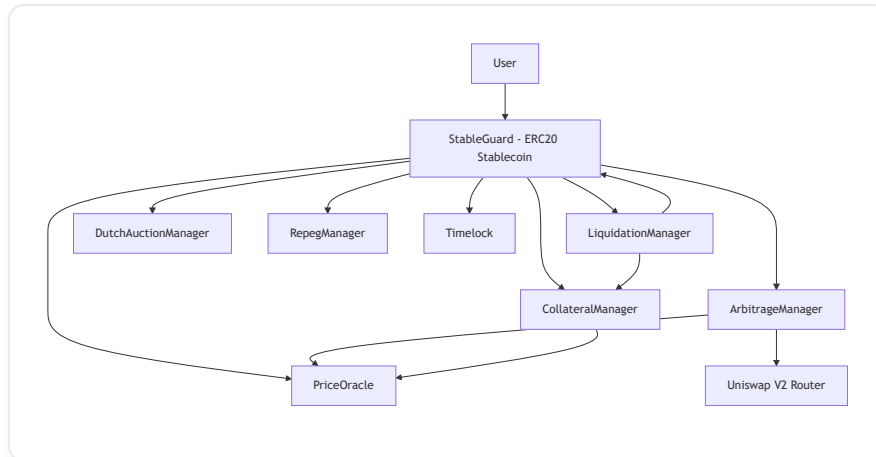 User
StableGuard - ERC20
Stablecoin
DutchAuctionManager
RepegManager
Timelock
LiquidationManager
CollateralManager
ArbitrageManager
PriceOracle
Uniswap V2 Router